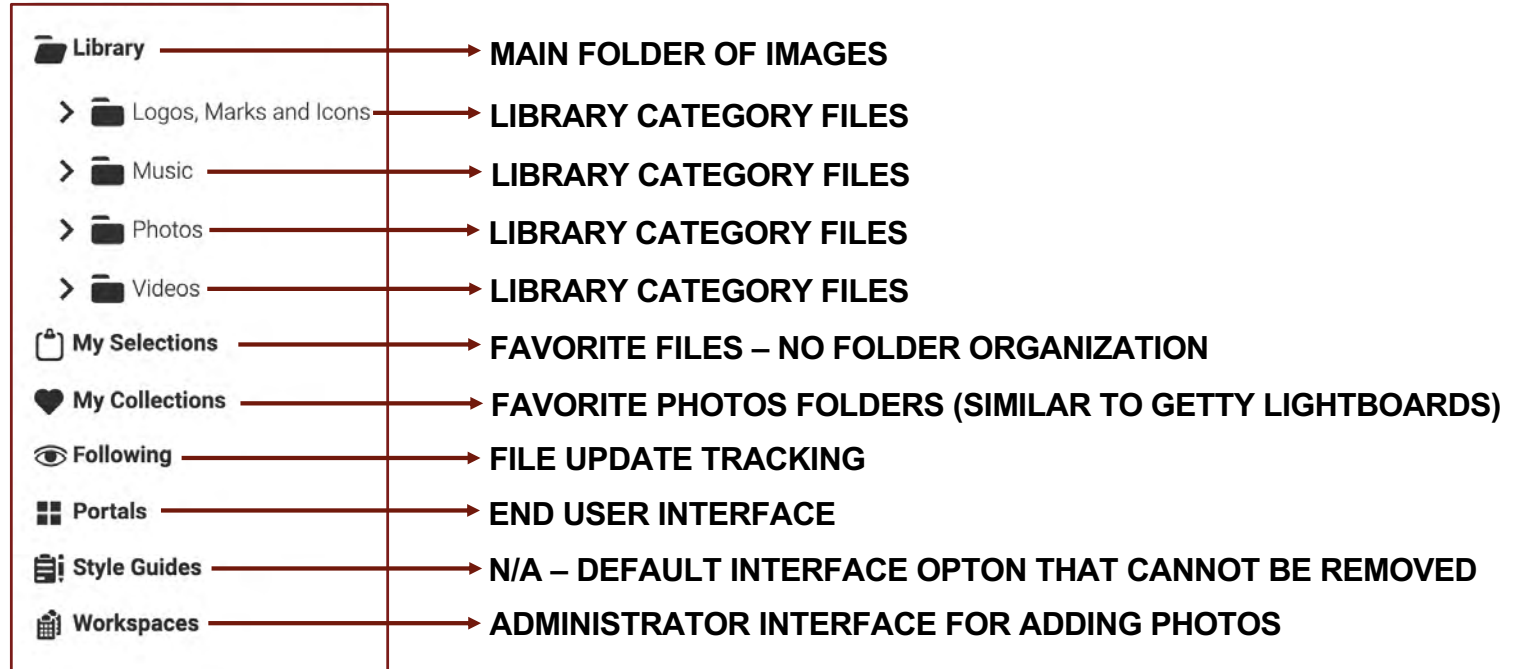 Library MAIN FOLDER OF IMAGES
Logos, Marks and Icons LIBRARY CATEGORY FILES
Music LIBRARY CATEGORY FILES
Photos LIBRARY CATEGORY FILES
Videos LIBRARY CATEGORY FILES
My Selections FAVORITE FILES – NO FOLDER ORGANIZATION
My Collections FAVORITE PHOTOS FOLDERS (SIMILAR TO GETTY LIGHTBOARDS)
Following FILE UPDATE TRACKING
Portals END USER INTERFACE
Style Guides N/A – DEFAULT INTERFACE OPTON THAT CANNOT BE REMOVED
Workspaces ADMINISTRATOR INTERFACE FOR ADDING PHOTOS